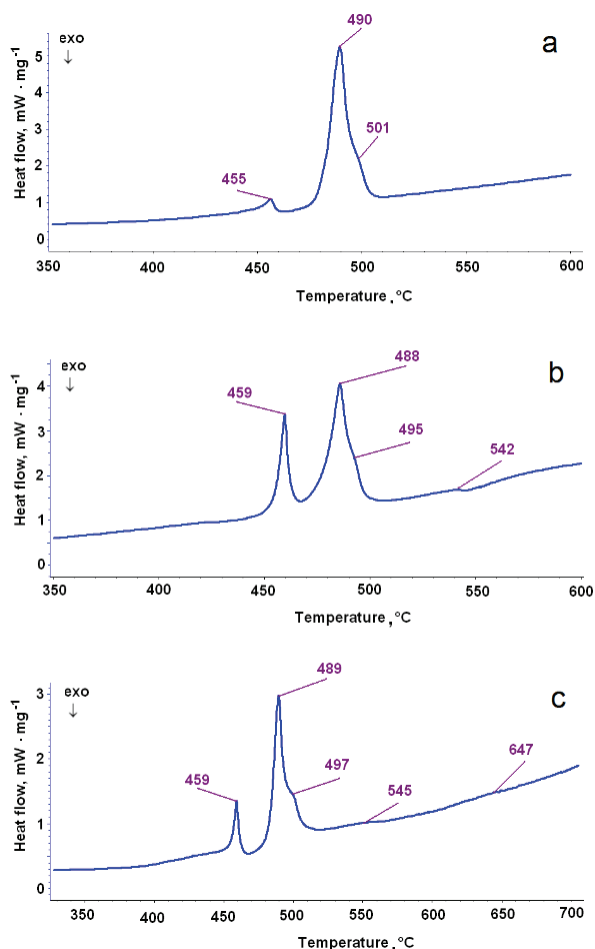 a
exo
↓
490
501
455
Heat flow, mW · mg⁻¹
5
4
3
2
1
0
350 400 450 500 550 600
Temperature, °C
b
exo
↓
488
459
495
542
Heat flow, mW · mg⁻¹
4
3
2
1
0
350 400 450 500 550 600
Temperature, °C
c
exo
↓
489
459
497
545
647
Heat flow, mW · mg⁻¹
3
2
1
0
350 400 450 500 550 600 650 700
Temperature, °C